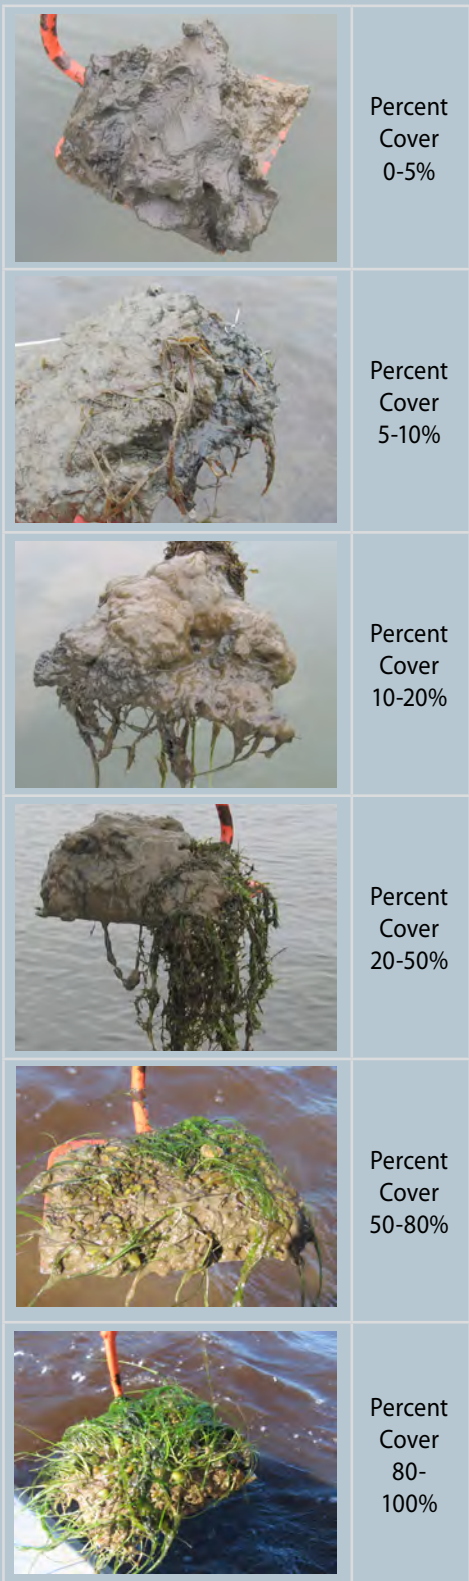 Percent
Cover
0-5%
Percent
Cover
5-10%
Percent
Cover
10-20%
Percent
Cover
20-50%
Percent
Cover
50-80%
Percent
Cover
80-
100%